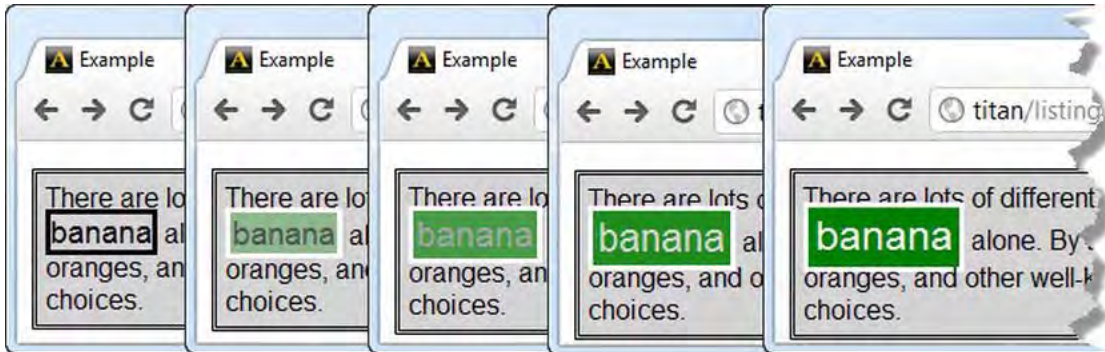 A Example
A Example
A Example
A Example
A Example
titan/listing
There are lo
banana al
oranges, an
choices.
There are lot
banana al
oranges, and
choices.
There are lo
banana
oranges, an
choices.
There are lots
banana al
oranges, and o
choices.
There are lots of different
banana alone. By
oranges, and other well-k
choices.